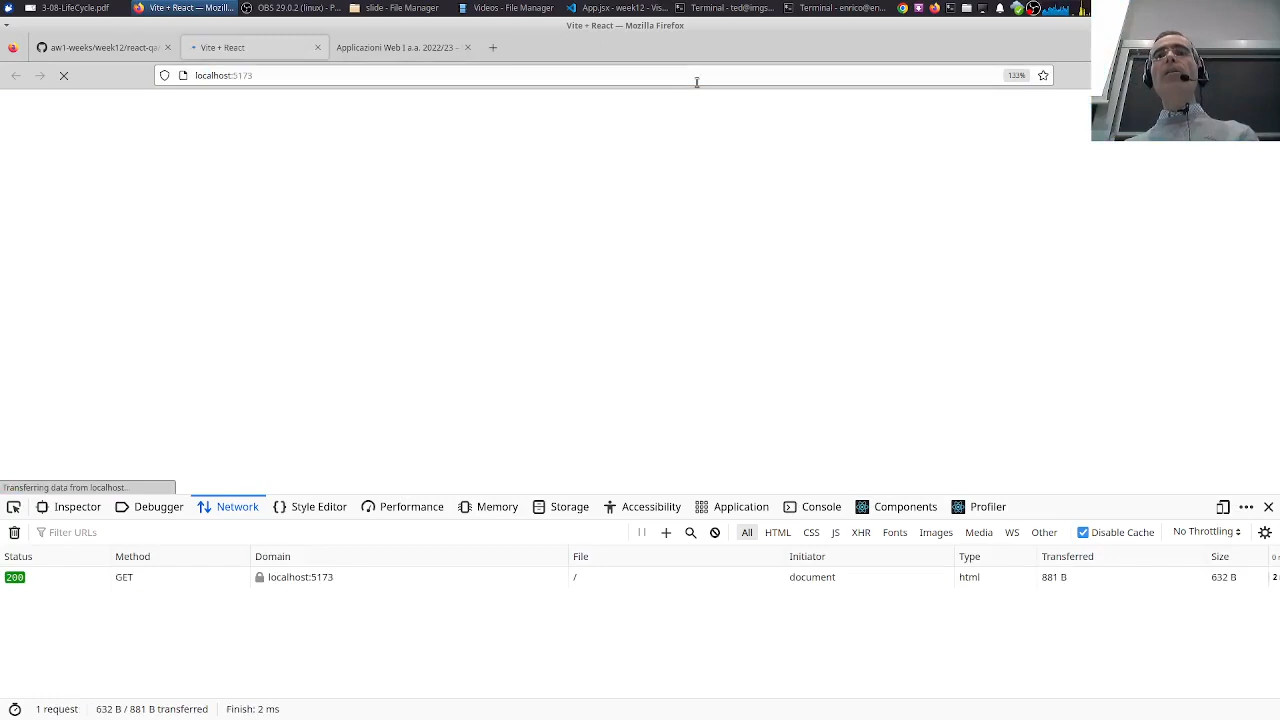 3-08-LifeCycle.pdf
Vite + React — Mozill...
OBS 29.0.2 (linux) - P...
slide - File Manager
Videos - File Manager
App.jsx - week12 - Vis...
Terminal - ted@imgs...
Terminal - enrico@en...
Vite + React — Mozilla Firefox
aw1-weeks/week12/react-qa
Vite + React
Applicazioni Web I a.a. 2022/23 –
localhost:5173
133%
Transferring data from localhost…
Inspector
Debugger
Network
Style Editor
Performance
Memory
Storage
Accessibility
Application
Console
Components
Profiler
Filter URLs
All
HTML
CSS
JS
XHR
Fonts
Images
Media
WS
Other
Disable Cache
No Throttling
Status
Method
Domain
File
Initiator
Type
Transferred
Size
200
GET
localhost:5173
/
document
html
881 B
632 B
1 request
632 B / 881 B transferred
Finish: 2 ms